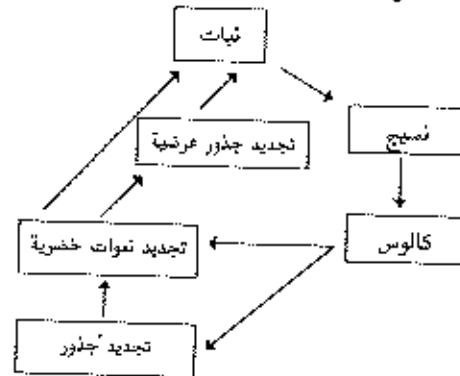 نبات
نسيج
تجديد جذور عرضية
كالوس
تجديد نموات خضرية
تجديد جذور